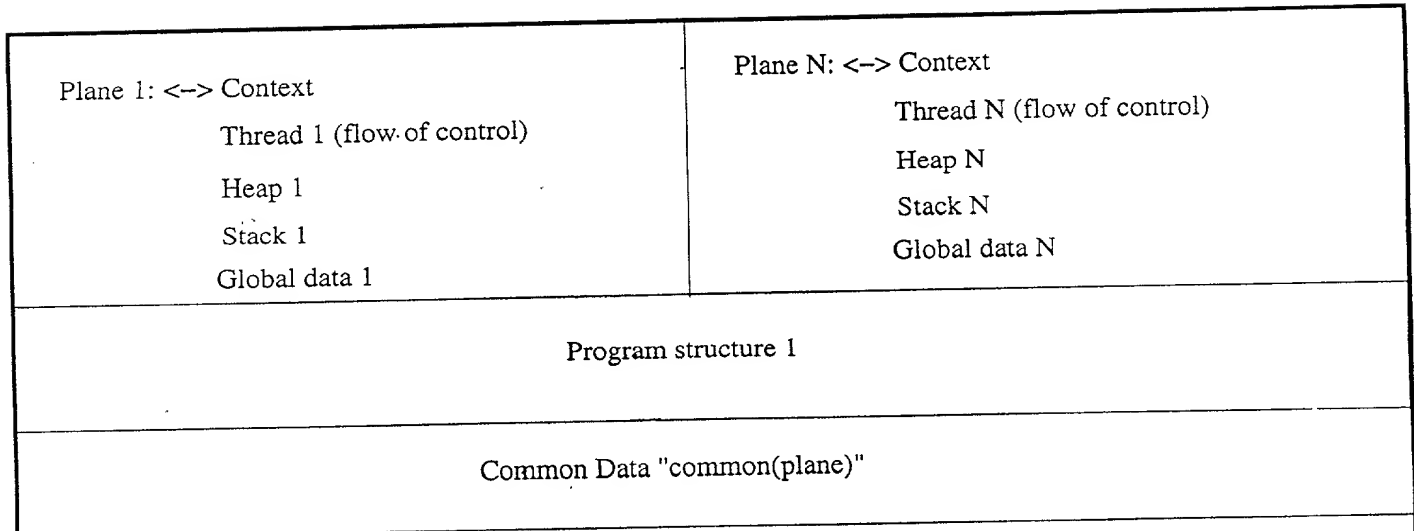 Plane 1: <–> Context
Thread 1 (flow of control)
Heap 1
Stack 1
Global data 1
Plane N: <–> Context
Thread N (flow of control)
Heap N
Stack N
Global data N
Program structure 1
Common Data "common(plane)"